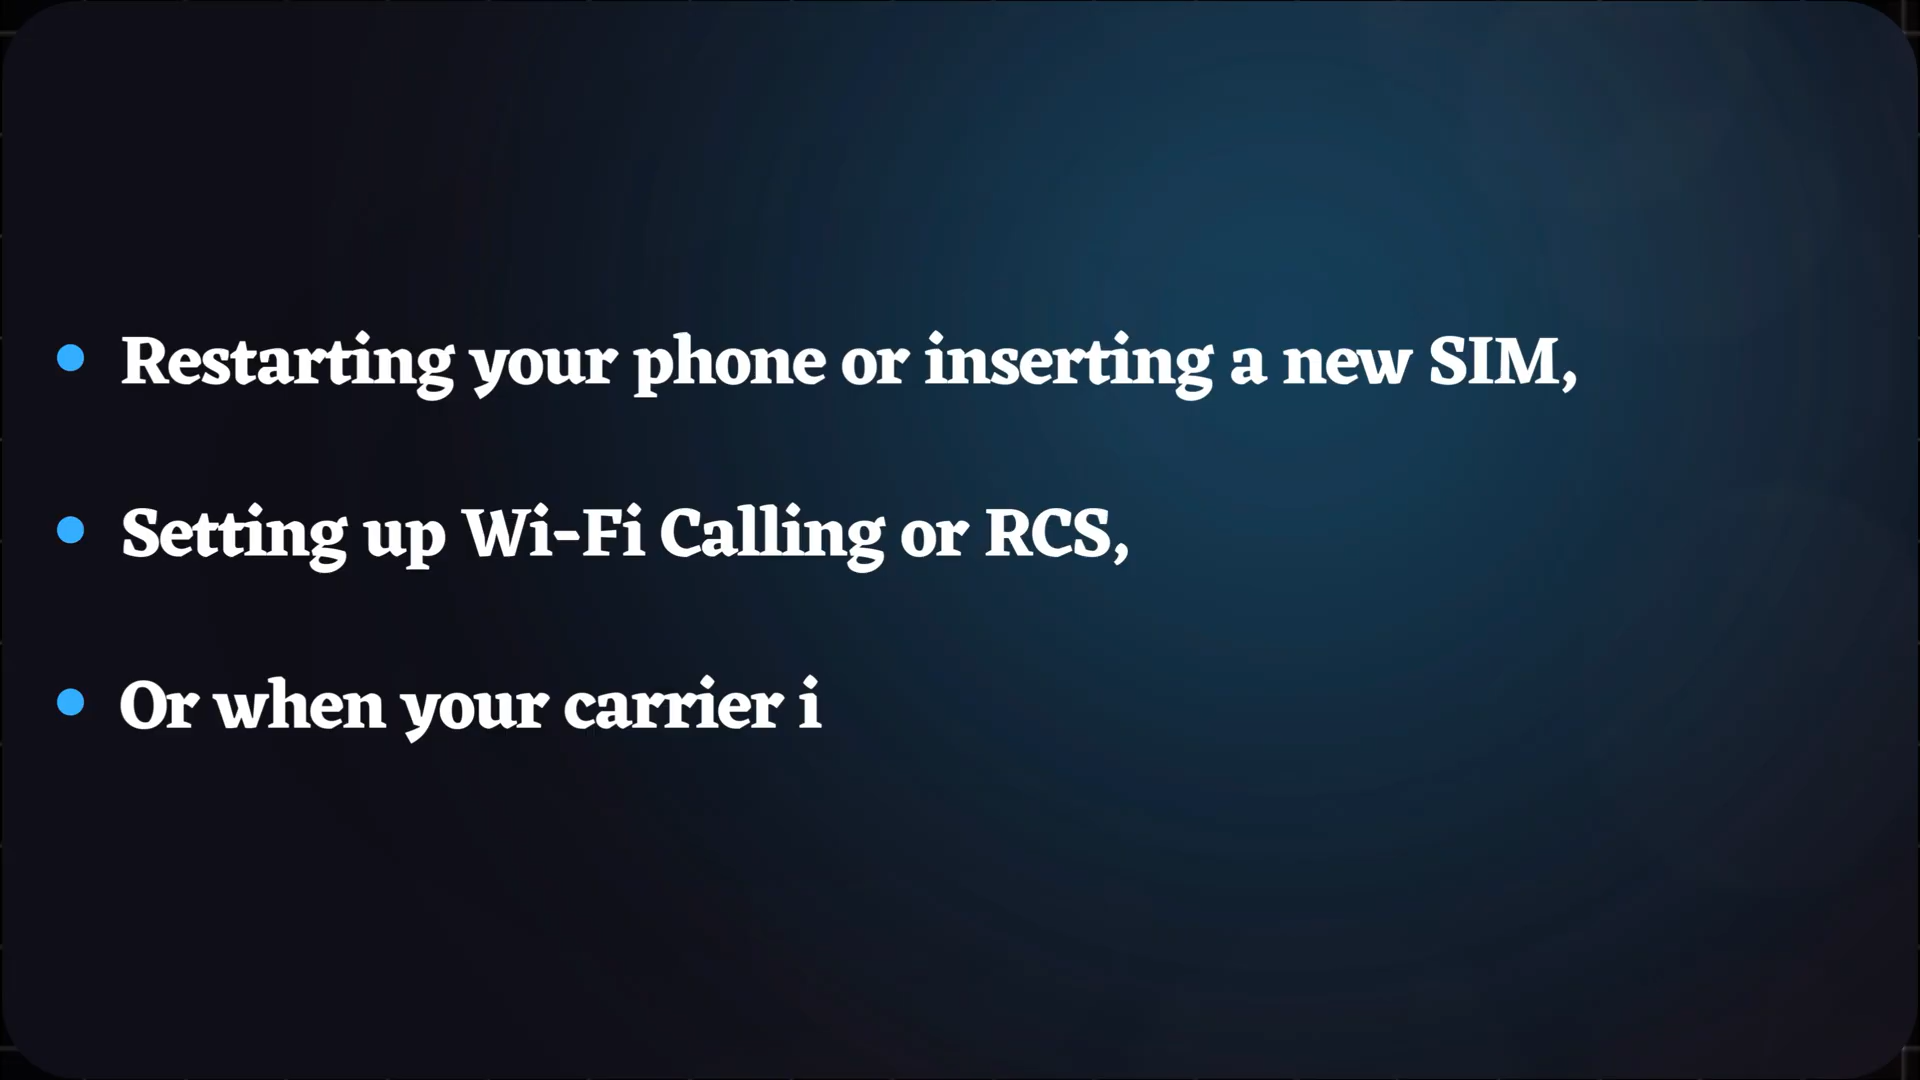 Restarting your phone or inserting a new SIM,
Setting up Wi-Fi Calling or RCS,
Or when your carrier i